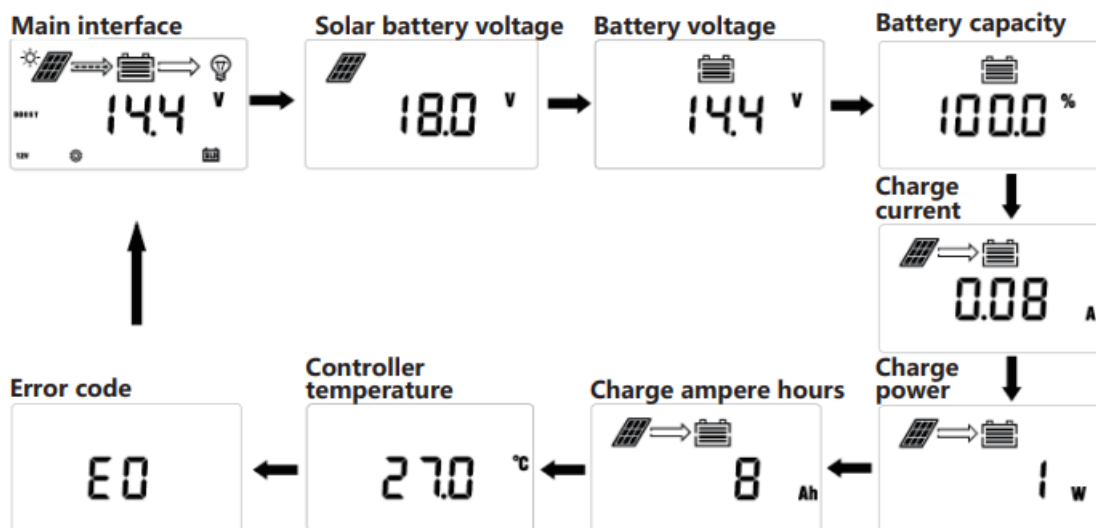 Main interface
14.4 V
BOOST
12V
Solar battery voltage
18.0 V
Battery voltage
14.4 V
Battery capacity
100.0 %
Charge
current
0.08 A
Charge
power
1 W
Charge ampere hours
8 Ah
Controller
temperature
27.0 °C
Error code
E0